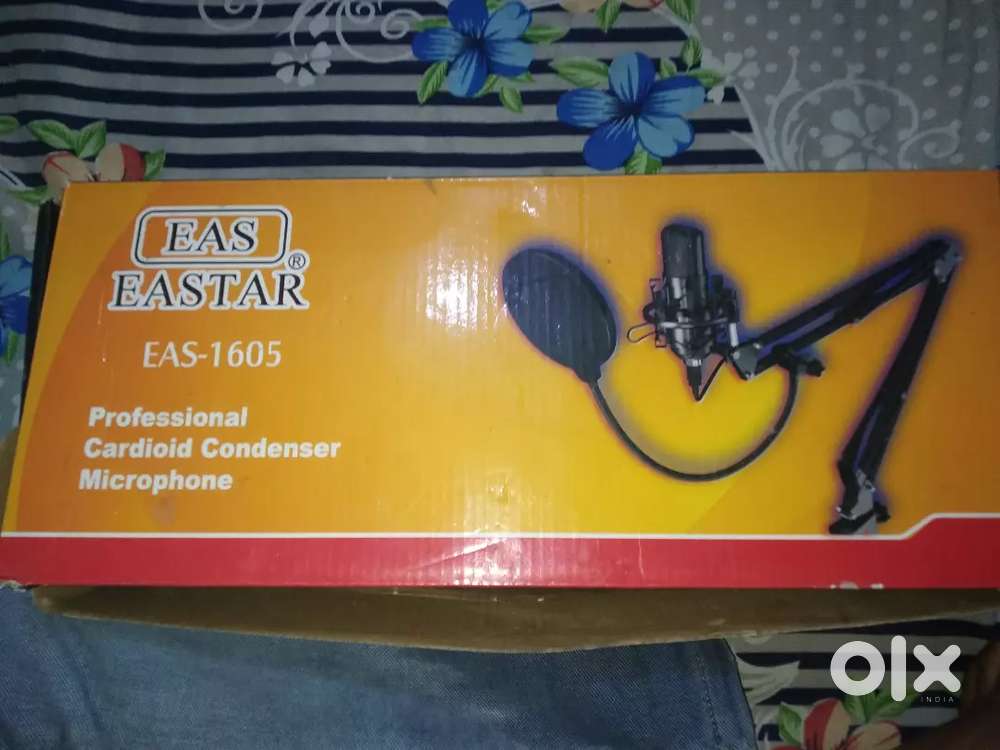 EAS
EASTAR®
EAS-1605
Professional
Cardioid Condenser
Microphone
olx
INDIA